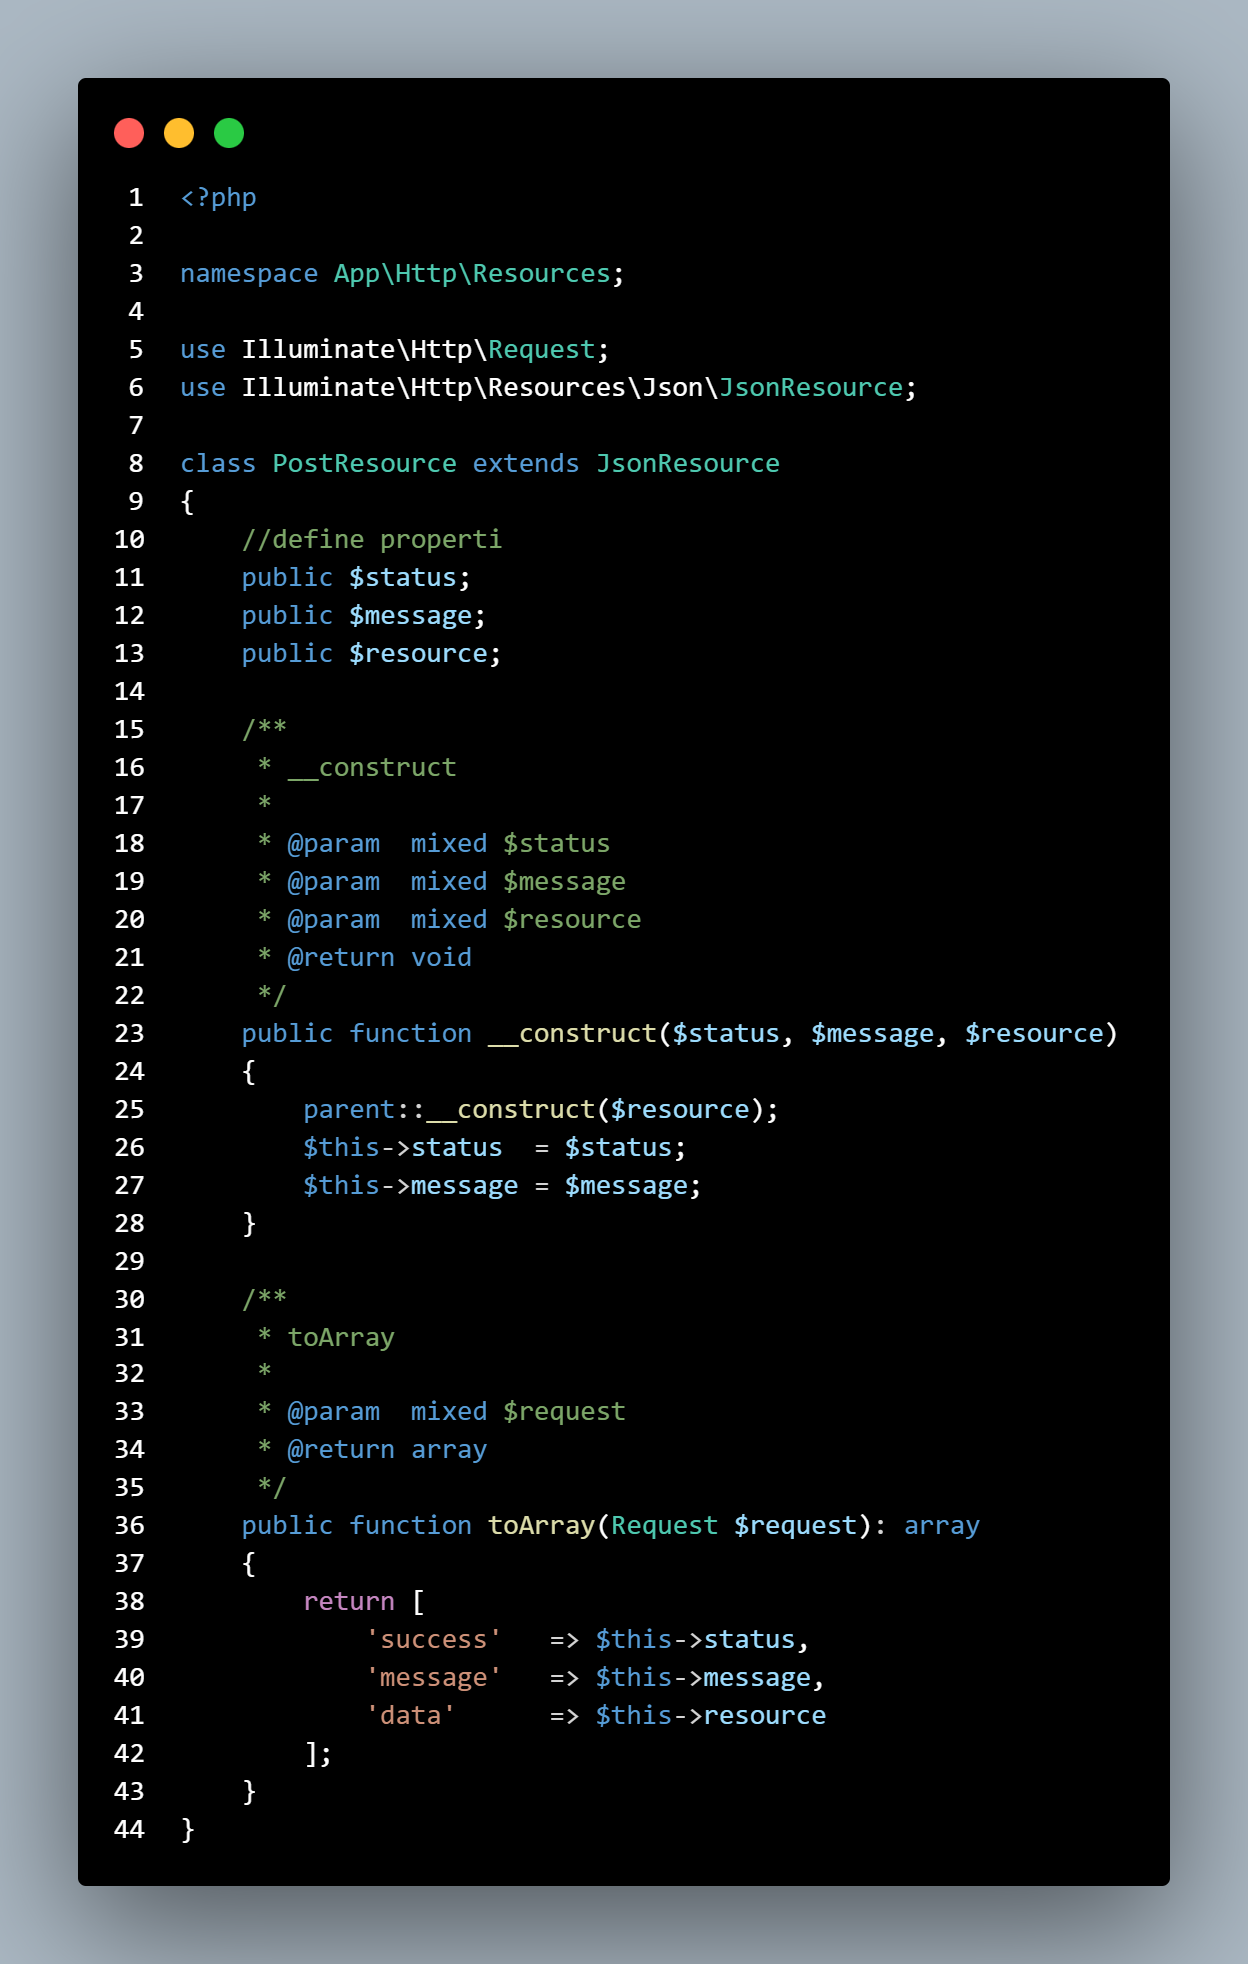 1 <?php
2
3 namespace App\Http\Resources;
4
5 use Illuminate\Http\Request;
6 use Illuminate\Http\Resources\Json\JsonResource;
7
8 class PostResource extends JsonResource
9 {
10     //define properti
11     public $status;
12     public $message;
13     public $resource;
14
15     /**
16      * __construct
17      *
18      * @param  mixed $status
19      * @param  mixed $message
20      * @param  mixed $resource
21      * @return void
22      */
23     public function __construct($status, $message, $resource)
24     {
25         parent::__construct($resource);
26         $this->status  = $status;
27         $this->message = $message;
28     }
29
30     /**
31      * toArray
32      *
33      * @param  mixed $request
34      * @return array
35      */
36     public function toArray(Request $request): array
37     {
38         return [
39             'success'   => $this->status,
40             'message'   => $this->message,
41             'data'      => $this->resource
42         ];
43     }
44 }